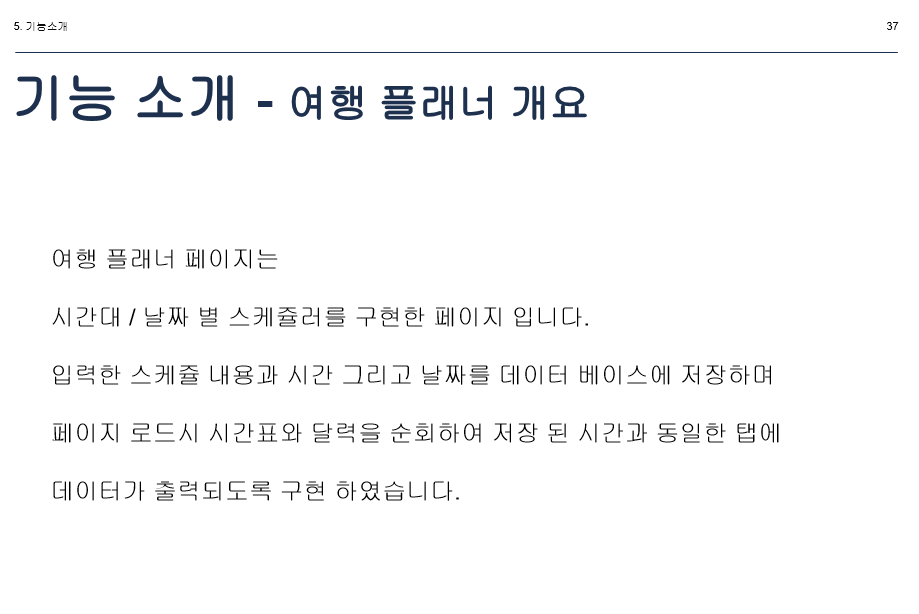 5. 기능소개
37
기능 소개 - 여행 플래너 개요
여행 플래너 페이지는
시간대 / 날짜 별 스케쥴러를 구현한 페이지 입니다.
입력한 스케쥴 내용과 시간 그리고 날짜를 데이터 베이스에 저장하며
페이지 로드시 시간표와 달력을 순회하여 저장 된 시간과 동일한 탭에
데이터가 출력되도록 구현 하였습니다.